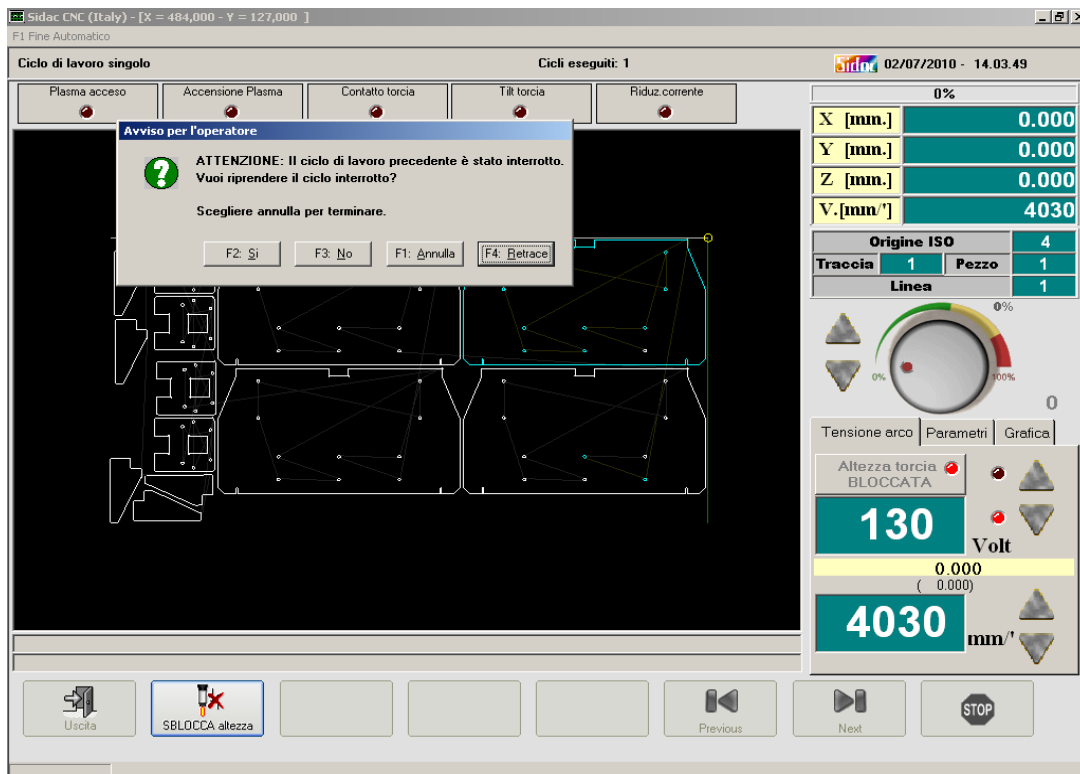 Sidac CNC (Italy) - [X = 484,000 - Y = 127,000 ]
F1 Fine Automatico
Ciclo di lavoro singolo Cicli eseguiti: 1 Sidac 02/07/2010 - 14.03.49
Plasma acceso Accensione Plasma Contatto torcia Tilt torcia Riduz.corrente
Avviso per l'operatore
ATTENZIONE: Il ciclo di lavoro precedente è stato interrotto.
Vuoi riprendere il ciclo interrotto?
Scegliere annulla per terminare.
F2: Si F3: No F1: Annulla F4: Retrace
0%
X [mm.] 0.000
Y [mm.] 0.000
Z [mm.] 0.000
V.[mm/'] 4030
Origine ISO 4
Traccia 1 Pezzo 1
Linea 1
0%
0% 100%
0
Tensione arco Parametri Grafica
Altezza torcia
BLOCCATA
130
Volt
0.000
( 0.000)
4030
mm/'
Uscita SBLOCCA altezza Previous Next STOP